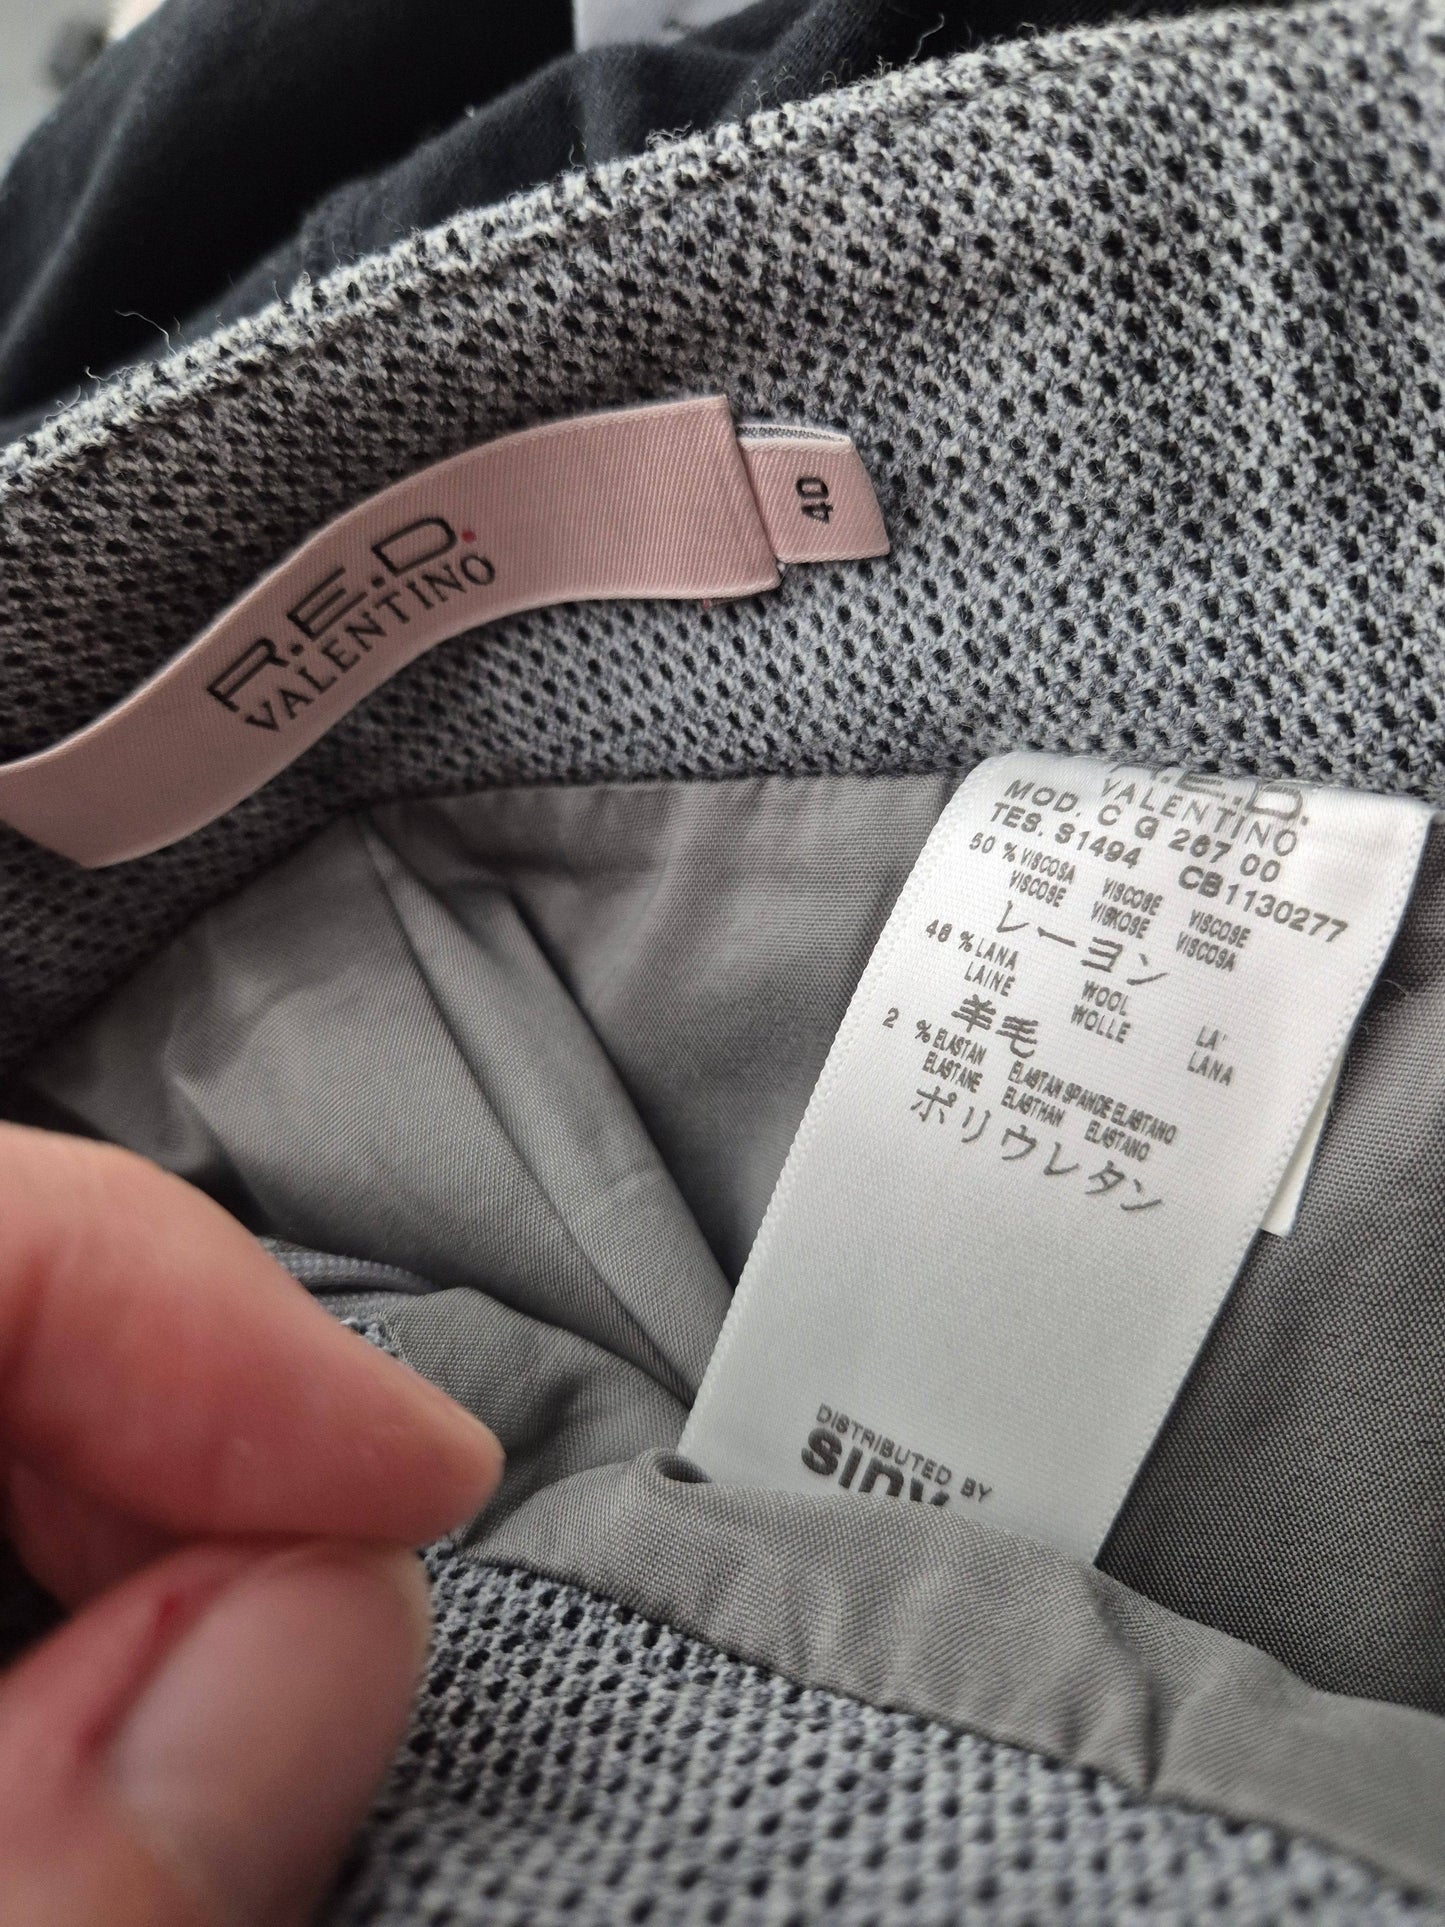 R.E.D.
VALENTINO
40
R.E.D.
VALENTINO
MOD. C G 267 00
TES. S1494 CB1130277
50 % VISCOSA VISCOSE VISCOSE
VISCOSE VISKOSE VISCOSA
レーヨン
48 % LANA WOOL LA'
LAINE WOLLE LANA
羊毛
2 % ELASTAN ELASTAN SPANDE ELASTANO
ELASTANE ELASTHAN ELASTANO
ポリウレタン
DISTRIBUTED BY